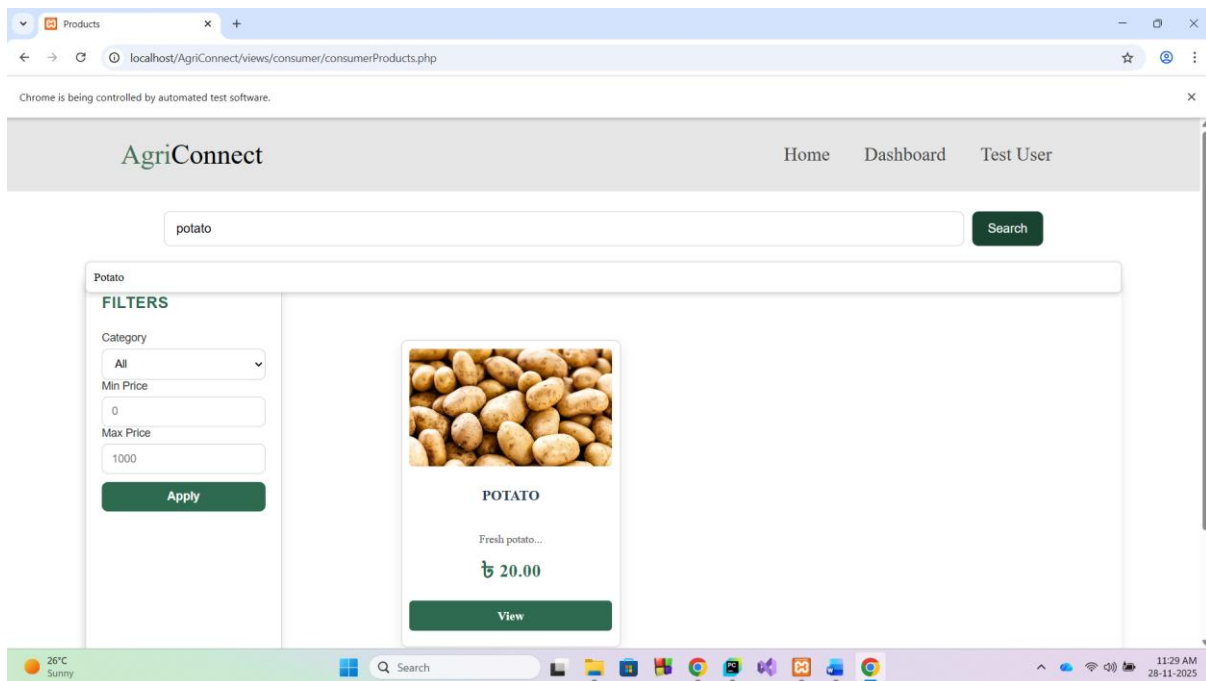 Products
localhost/AgriConnect/views/consumer/consumerProducts.php
Chrome is being controlled by automated test software.
AgriConnect Home Dashboard Test User
potato Search
Potato
FILTERS
Category
All
Min Price
0
Max Price
1000
Apply
POTATO
Fresh potato...
৳ 20.00
View
26°C
Sunny
Search
11:29 AM
28-11-2025